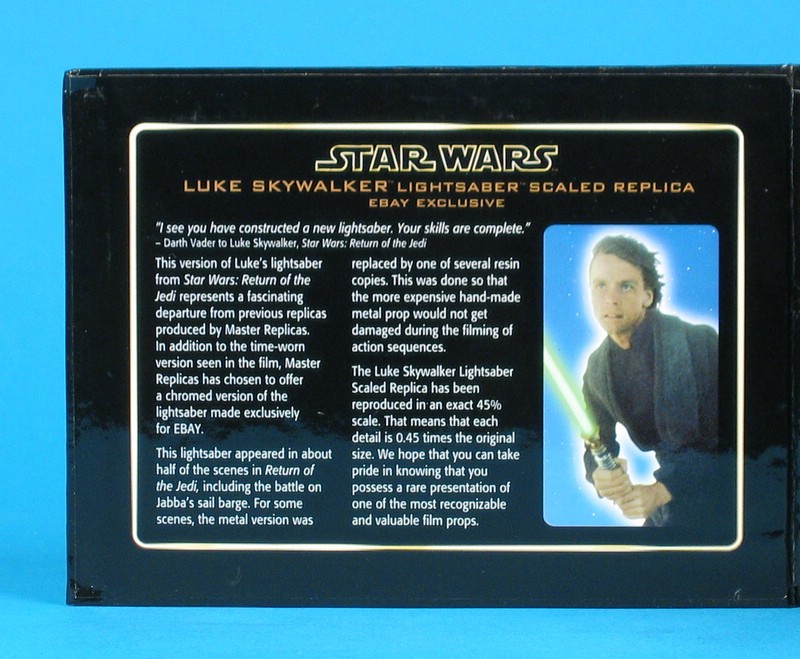 STAR WARS
LUKE SKYWALKER™ LIGHTSABER™ SCALED REPLICA
EBAY EXCLUSIVE
"I see you have constructed a new lightsaber. Your skills are complete."
– Darth Vader to Luke Skywalker, Star Wars: Return of the Jedi
This version of Luke's lightsaber
from Star Wars: Return of the
Jedi represents a fascinating
departure from previous replicas
produced by Master Replicas.
In addition to the time-worn
version seen in the film, Master
Replicas has chosen to offer
a chromed version of the
lightsaber made exclusively
for EBAY.
This lightsaber appeared in about
half of the scenes in Return of
the Jedi, including the battle on
Jabba's sail barge. For some
scenes, the metal version was
replaced by one of several resin
copies. This was done so that
the more expensive hand-made
metal prop would not get
damaged during the filming of
action sequences.
The Luke Skywalker Lightsaber
Scaled Replica has been
reproduced in an exact 45%
scale. That means that each
detail is 0.45 times the original
size. We hope that you can take
pride in knowing that you
possess a rare presentation of
one of the most recognizable
and valuable film props.